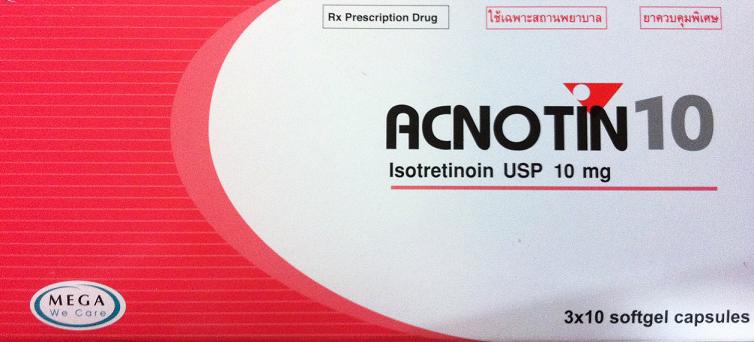 Rx Prescription Drug
ใช้เฉพาะสถานพยาบาล
ยาควบคุมพิเศษ
ACNOTIN 10
Isotretinoin USP 10 mg
MEGA
We Care
3x10 softgel capsules